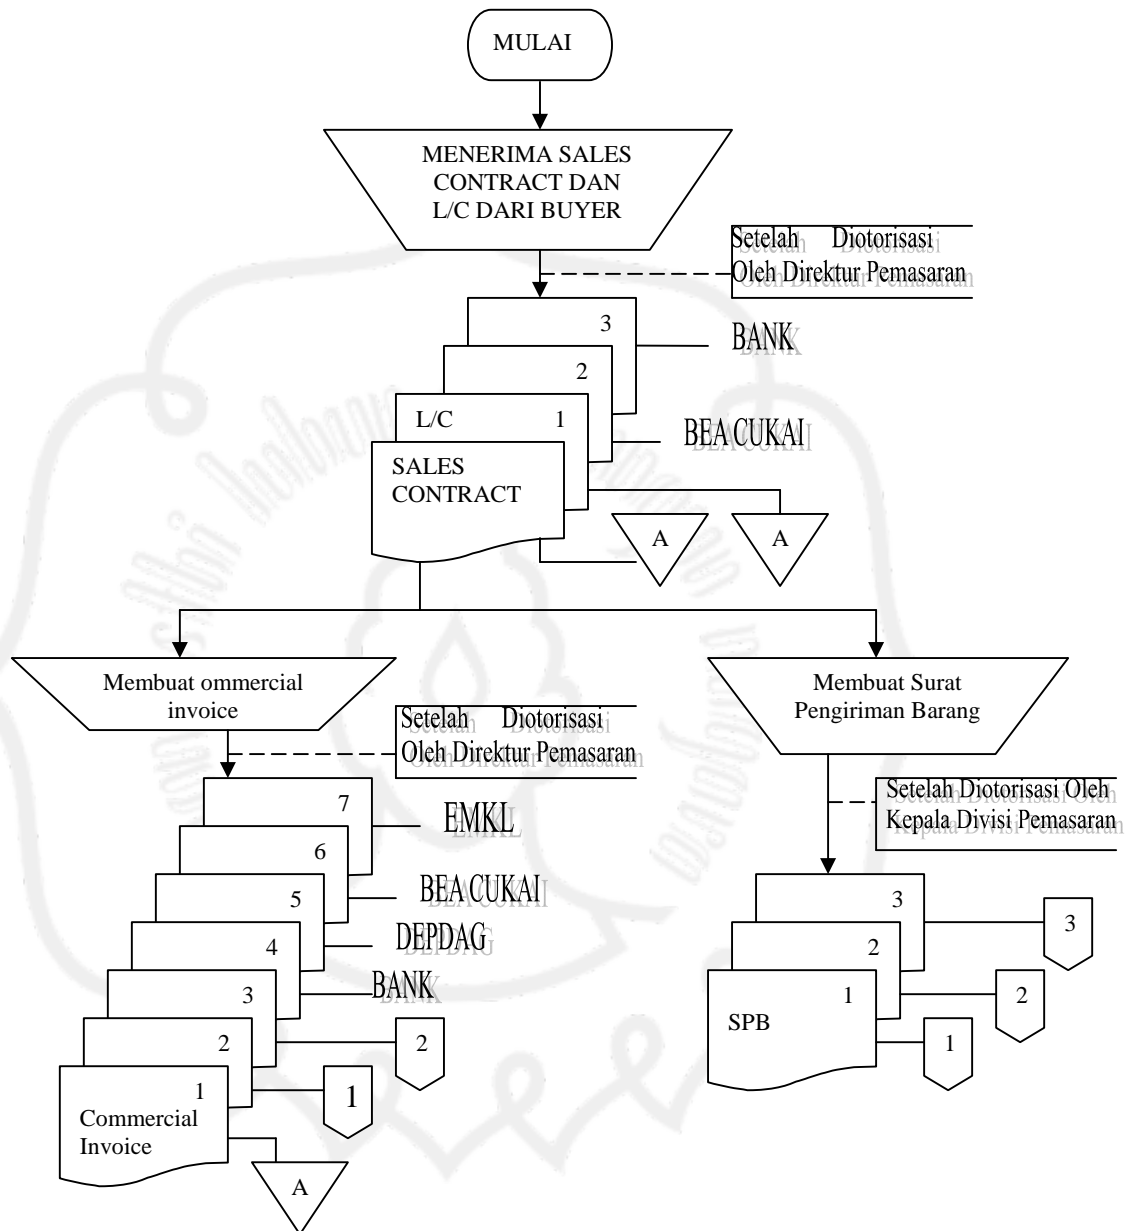 MULAI
MENERIMA SALES
CONTRACT DAN
L/C DARI BUYER
Setelah Diotorisasi
Oleh Direktur Pemasaran
3
BANK
2
L/C 1
BEA CUKAI
SALES
CONTRACT
A
A
Membuat ommercial
invoice
Membuat Surat
Pengiriman Barang
Setelah Diotorisasi
Oleh Direktur Pemasaran
Setelah Diotorisasi Oleh
Kepala Divisi Pemasaran
7
EMKL
6
BEA CUKAI
5
DEPDAG
4
BANK
3
2
2
1
1
Commercial
Invoice
A
3
3
2
2
1
SPB
1